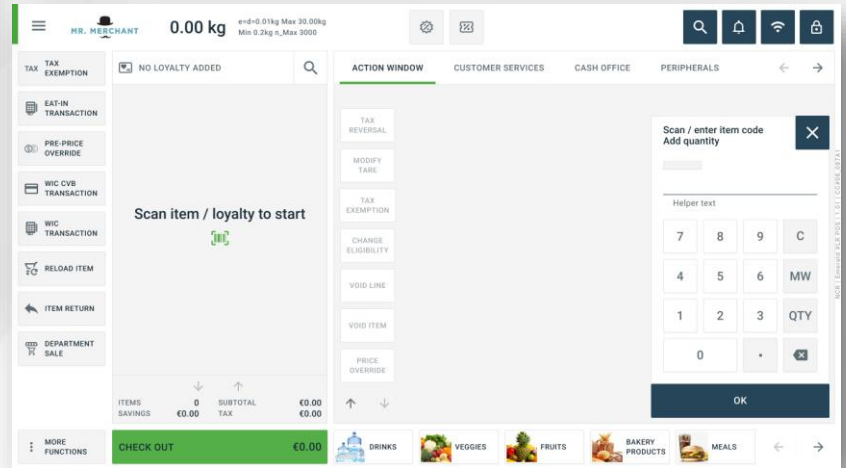 MR. MERCHANT
0.00 kg
e=d=0.01kg Max 30.00kg
Min 0.2kg n_Max 3000
TAX
TAX
EXEMPTION
EAT-IN
TRANSACTION
PRE-PRICE
OVERRIDE
WIC CVB
TRANSACTION
WIC
TRANSACTION
RELOAD ITEM
ITEM RETURN
DEPARTMENT
SALE
MORE
FUNCTIONS
NO LOYALTY ADDED
Scan item / loyalty to start
ITEMS 0 SUBTOTAL €0.00
SAVINGS €0.00 TAX €0.00
CHECK OUT €0.00
ACTION WINDOW CUSTOMER SERVICES CASH OFFICE PERIPHERALS
TAX
REVERSAL
MODIFY
TARE
TAX
EXEMPTION
CHANGE
ELIGIBILITY
VOID LINE
VOID ITEM
PRICE
OVERRIDE
Scan / enter item code
Add quantity
Helper text
7 8 9 C
4 5 6 MW
1 2 3 QTY
0 .
OK
DRINKS VEGGIES FRUITS BAKERY
PRODUCTS MEALS